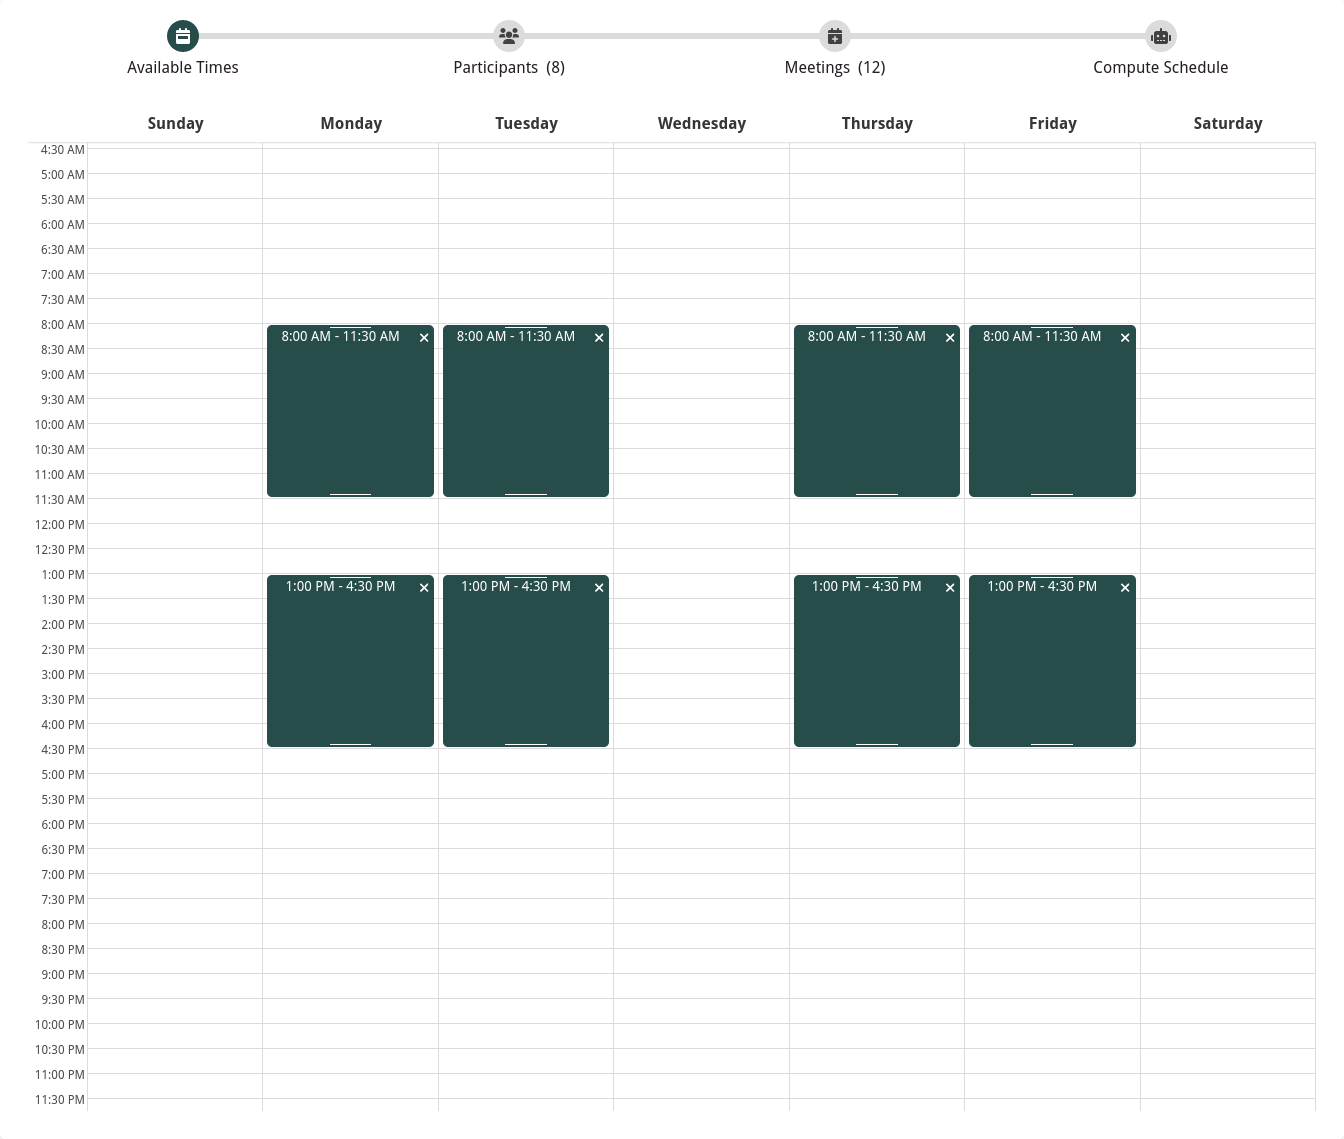 Available Times
Participants (8)
Meetings (12)
Compute Schedule
Sunday Monday Tuesday Wednesday Thursday Friday Saturday
4:30 AM
5:00 AM
5:30 AM
6:00 AM
6:30 AM
7:00 AM
7:30 AM
8:00 AM
8:00 AM - 11:30 AM × 8:00 AM - 11:30 AM × 8:00 AM - 11:30 AM × 8:00 AM - 11:30 AM ×
8:30 AM
9:00 AM
9:30 AM
10:00 AM
10:30 AM
11:00 AM
11:30 AM
12:00 PM
12:30 PM
1:00 PM
1:00 PM - 4:30 PM × 1:00 PM - 4:30 PM × 1:00 PM - 4:30 PM × 1:00 PM - 4:30 PM ×
1:30 PM
2:00 PM
2:30 PM
3:00 PM
3:30 PM
4:00 PM
4:30 PM
5:00 PM
5:30 PM
6:00 PM
6:30 PM
7:00 PM
7:30 PM
8:00 PM
8:30 PM
9:00 PM
9:30 PM
10:00 PM
10:30 PM
11:00 PM
11:30 PM